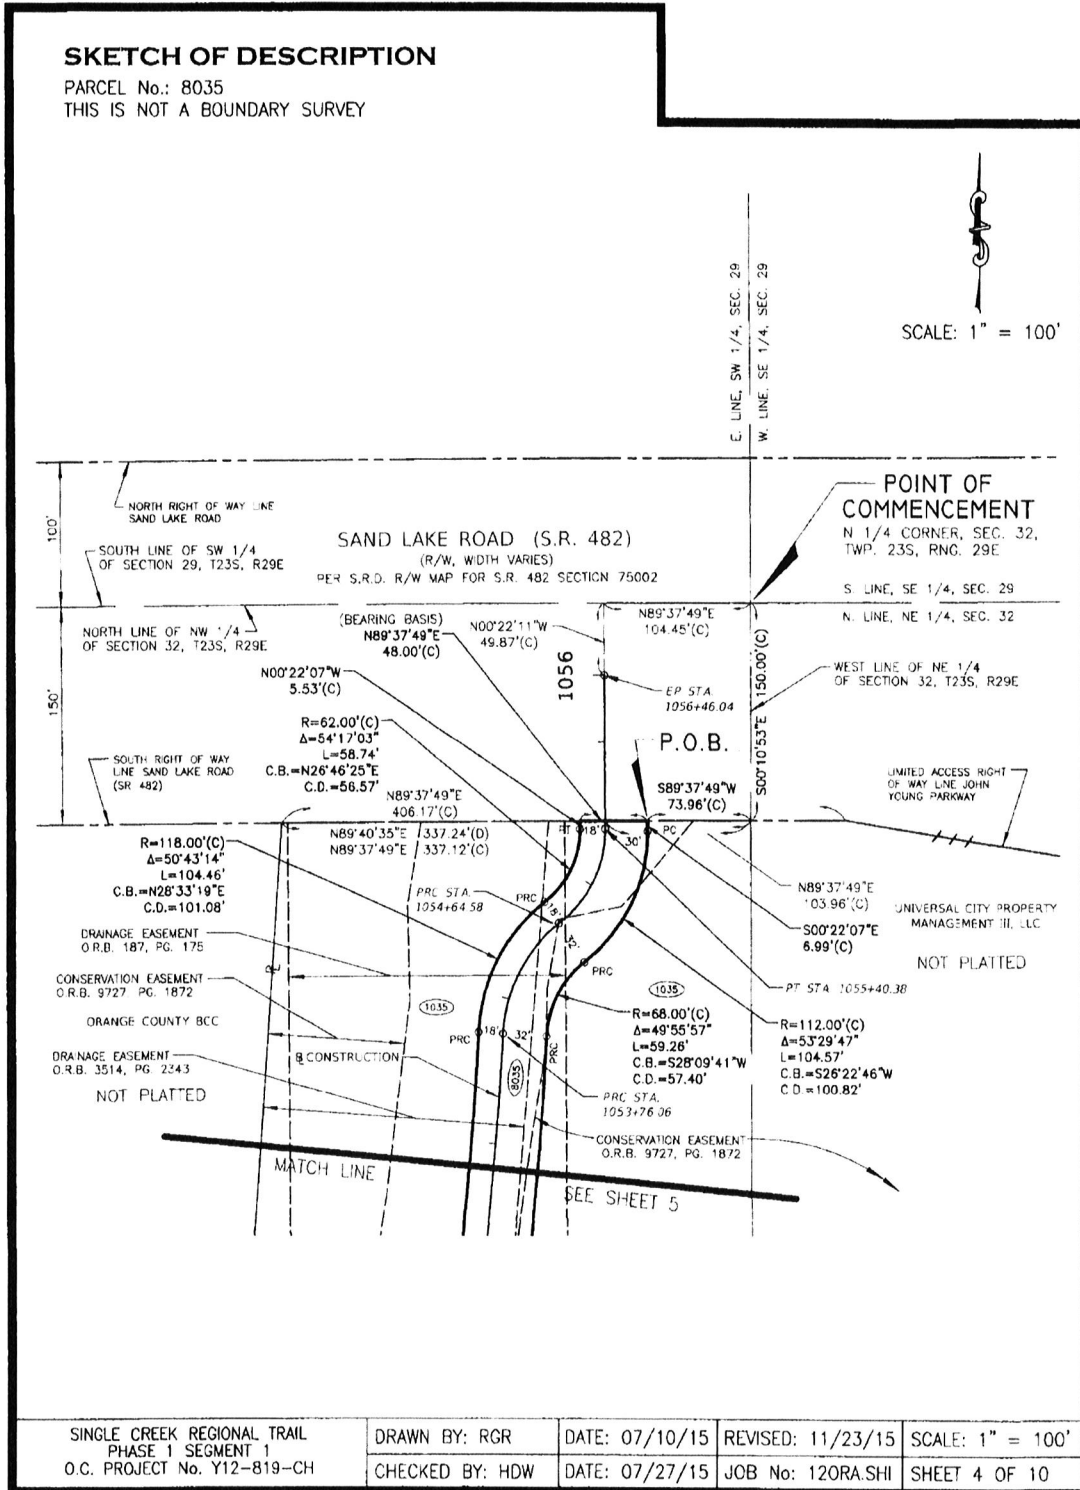 SKETCH OF DESCRIPTION
PARCEL No.: 8035
THIS IS NOT A BOUNDARY SURVEY
SCALE: 1" = 100'
E. LINE, SW 1/4, SEC. 29
W. LINE, SE 1/4, SEC. 29
100'
NORTH RIGHT OF WAY LINE
SAND LAKE ROAD
SOUTH LINE OF SW 1/4
OF SECTION 29, T23S, R29E
SAND LAKE ROAD (S.R. 482)
(R/W, WIDTH VARIES)
PER S.R.D. R/W MAP FOR S.R. 482 SECTION 75002
POINT OF
COMMENCEMENT
N 1/4 CORNER, SEC. 32,
TWP. 23S, RNG. 29E
S LINE, SE 1/4, SEC. 29
N. LINE, NE 1/4, SEC. 32
NORTH LINE OF NW 1/4
OF SECTION 32, T23S, R29E
(BEARING BASIS)
N89°37'49"E
48.00'(C)
N00°22'11"W
49.87'(C)
N89°37'49"E
104.45'(C)
1056
EP STA.
1056+46.04
S00°10'53"E 150.00'(C)
WEST LINE OF NE 1/4
OF SECTION 32, T23S, R29E
150'
N00°22'07"W
5.53'(C)
R=62.00'(C)
Δ=54°17'03"
L=58.74'
C.B.=N26°46'25"E
C.D.=56.57'
P.O.B.
S89°37'49"W
73.96'(C)
SOUTH RIGHT OF WAY
LINE SAND LAKE ROAD
(SR 482)
LIMITED ACCESS RIGHT
OF WAY LINE JOHN
YOUNG PARKWAY
N89°37'49"E
406.17'(C)
N89°40'35"E 337.24'(D)
N89°37'49"E 337.12'(C)
PT
18'
30'
PC
R=118.00'(C)
Δ=50°43'14"
L=104.46'
C.B.=N28°33'19"E
C.D.=101.08'
PRC STA.
1054+64.58
PRC
18'
32'
PRC
N89°37'49"E
103.96'(C)
UNIVERSAL CITY PROPERTY
MANAGEMENT III, LLC
NOT PLATTED
S00°22'07"E
6.99'(C)
PT STA. 1055+40.38
DRAINAGE EASEMENT
O.R.B. 187, PG. 175
CONSERVATION EASEMENT
O.R.B. 9727 PG. 1872
ORANGE COUNTY BCC
DRAINAGE EASEMENT
O.R.B. 3514, PG. 2343
NOT PLATTED
1035
PRC
18'
32'
PRC
CONSTRUCTION
8035
1035
R=68.00'(C)
Δ=49°55'57"
L=59.26'
C.B.=S28°09'41"W
C.D.=57.40'
R=112.00'(C)
Δ=53°29'47"
L=104.57'
C.B.=S26°22'46"W
C.D.=100.82'
PRC STA.
1053+76.06
CONSERVATION EASEMENT
O.R.B. 9727, PG. 1872
MATCH LINE
SEE SHEET 5
SINGLE CREEK REGIONAL TRAIL
PHASE 1 SEGMENT 1
O.C. PROJECT No. Y12-819-CH
DRAWN BY: RGR
DATE: 07/10/15
REVISED: 11/23/15
SCALE: 1" = 100'
CHECKED BY: HDW
DATE: 07/27/15
JOB No: 120RA.SHI
SHEET 4 OF 10